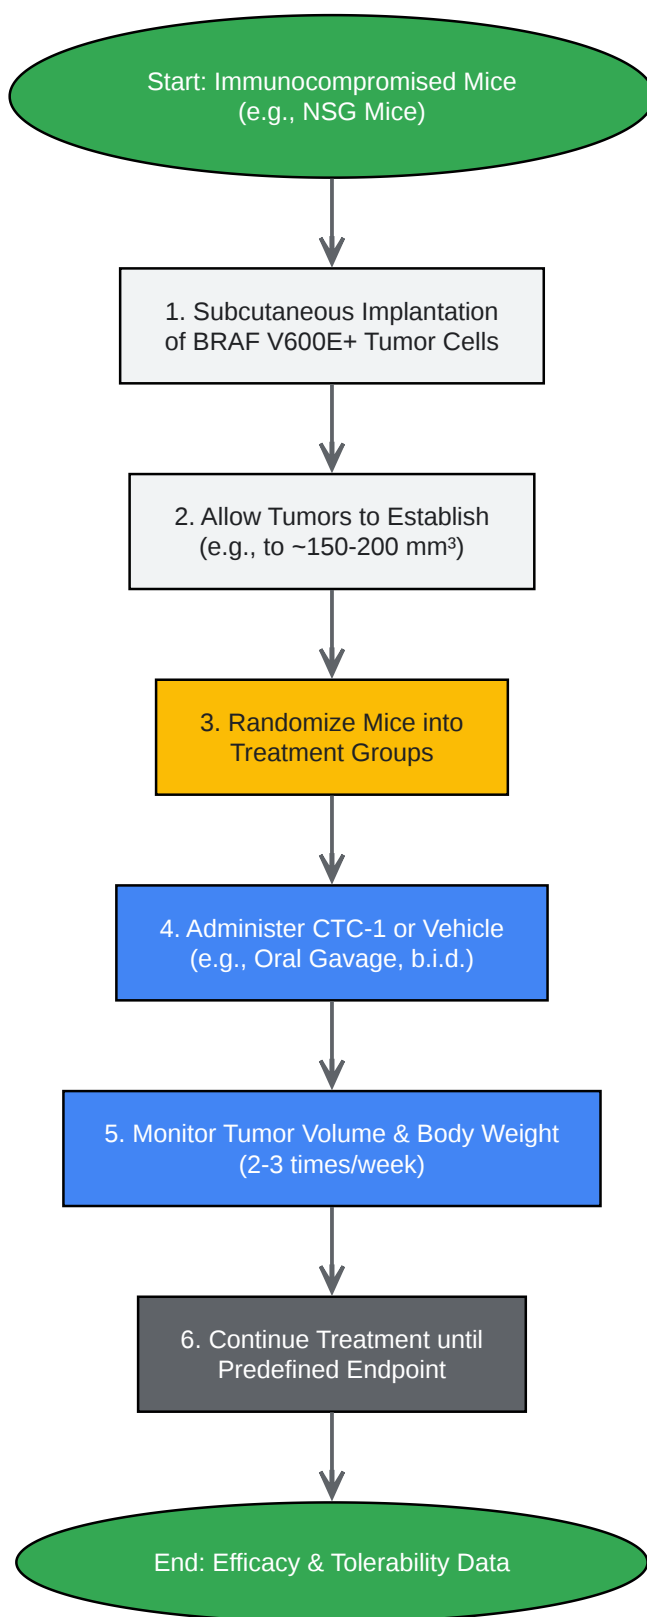 Start: Immunocompromised Mice
(e.g., NSG Mice)
1. Subcutaneous Implantation
of BRAF V600E+ Tumor Cells
2. Allow Tumors to Establish
(e.g., to ~150-200 mm³)
3. Randomize Mice into
Treatment Groups
4. Administer CTC-1 or Vehicle
(e.g., Oral Gavage, b.i.d.)
5. Monitor Tumor Volume & Body Weight
(2-3 times/week)
6. Continue Treatment until
Predefined Endpoint
End: Efficacy & Tolerability Data